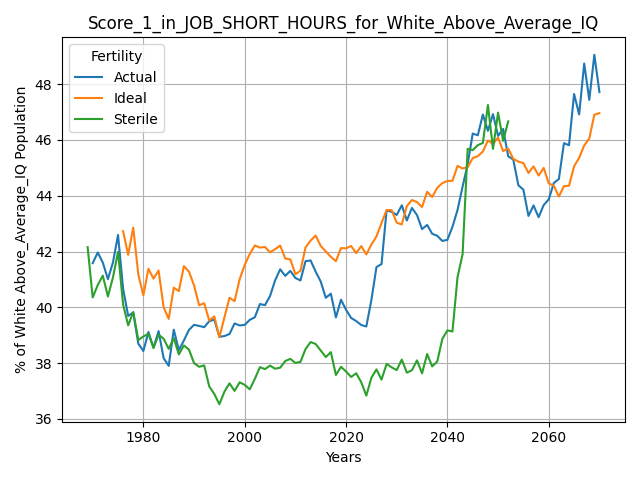 Score_1_in_JOB_SHORT_HOURS_for_White_Above_Average_IQ
% of White Above_Average_IQ Population
48
46
44
42
40
38
36
Fertility
Actual
Ideal
Sterile
1980
2000
2020
2040
2060
Years